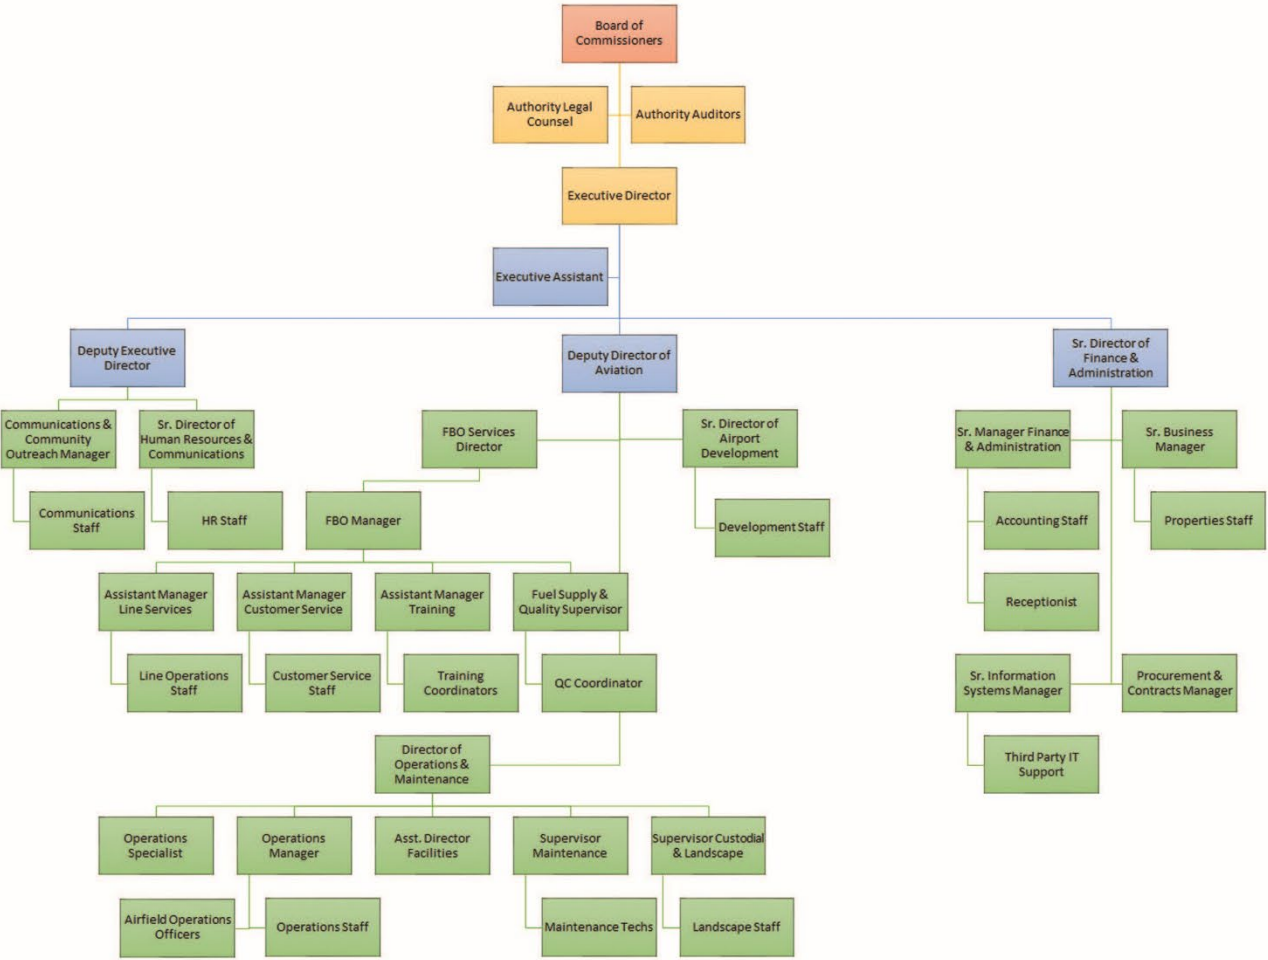 Board of
Commissioners
Authority Legal
Counsel
Authority Auditors
Executive Director
Executive Assistant
Deputy Executive
Director
Deputy Director of
Aviation
Sr. Director of
Finance &
Administration
Communications &
Community
Outreach Manager
Sr. Director of
Human Resources &
Communications
FBO Services
Director
Sr. Director of
Airport
Development
Sr. Manager Finance
& Administration
Sr. Business
Manager
Communications
Staff
HR Staff
FBO Manager
Development Staff
Accounting Staff
Properties Staff
Assistant Manager
Line Services
Assistant Manager
Customer Service
Assistant Manager
Training
Fuel Supply &
Quality Supervisor
Receptionist
Line Operations
Staff
Customer Service
Staff
Training
Coordinators
QC Coordinator
Sr. Information
Systems Manager
Procurement &
Contracts Manager
Director of
Operations &
Maintenance
Third Party IT
Support
Operations
Specialist
Operations
Manager
Asst. Director
Facilities
Supervisor
Maintenance
Supervisor Custodial
& Landscape
Airfield Operations
Officers
Operations Staff
Maintenance Techs
Landscape Staff